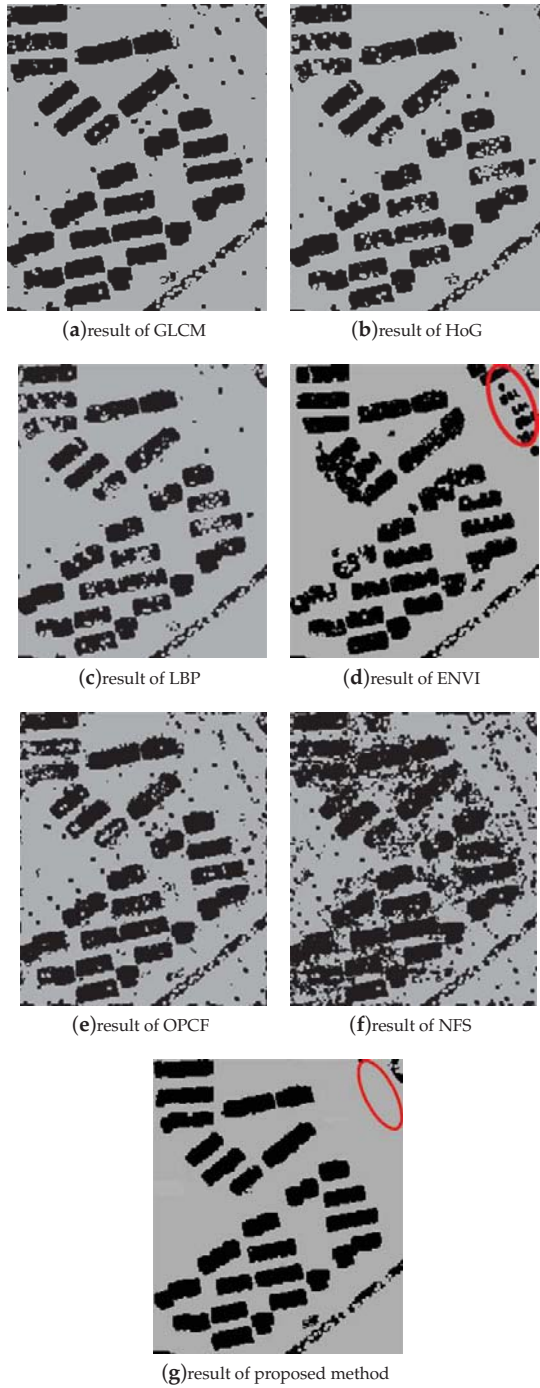 (a)result of GLCM
(b)result of HoG
(c)result of LBP
(d)result of ENVI
(e)result of OPCF
(f)result of NFS
(g)result of proposed method